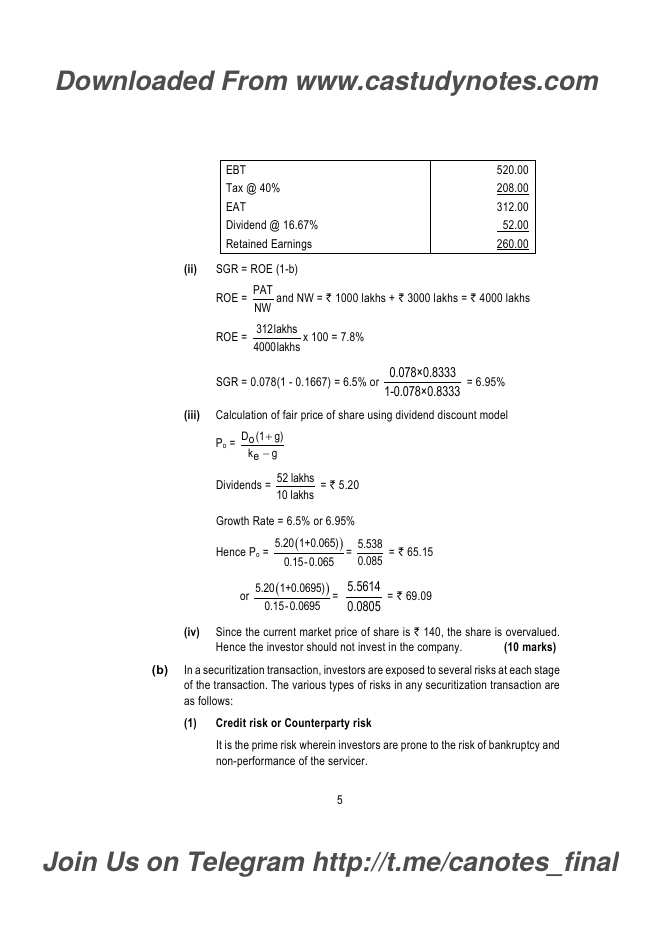 Downloaded From www.castudynotes.com
EBT 520.00
Tax @ 40% 208.00
EAT 312.00
Dividend @ 16.67% 52.00
Retained Earnings 260.00
(ii) SGR = ROE (1-b)
ROE = PAT/NW and NW = ₹ 1000 lakhs + ₹ 3000 lakhs = ₹ 4000 lakhs
ROE = 312lakhs/4000lakhs x 100 = 7.8%
SGR = 0.078(1 - 0.1667) = 6.5% or 0.078×0.8333/1-0.078×0.8333 = 6.95%
(iii) Calculation of fair price of share using dividend discount model
Po = Do(1+g)/ke – g
Dividends = 52 lakhs/10 lakhs = ₹ 5.20
Growth Rate = 6.5% or 6.95%
Hence Po = 5.20(1+0.065))/0.15-0.065 = 5.538/0.085 = ₹ 65.15
or 5.20(1+0.0695))/0.15-0.0695 = 5.5614/0.0805 = ₹ 69.09
(iv) Since the current market price of share is ₹ 140, the share is overvalued.
Hence the investor should not invest in the company. (10 marks)
(b) In a securitization transaction, investors are exposed to several risks at each stage
of the transaction. The various types of risks in any securitization transaction are
as follows:
(1) Credit risk or Counterparty risk
It is the prime risk wherein investors are prone to the risk of bankruptcy and
non-performance of the servicer.
5
Join Us on Telegram http://t.me/canotes_final